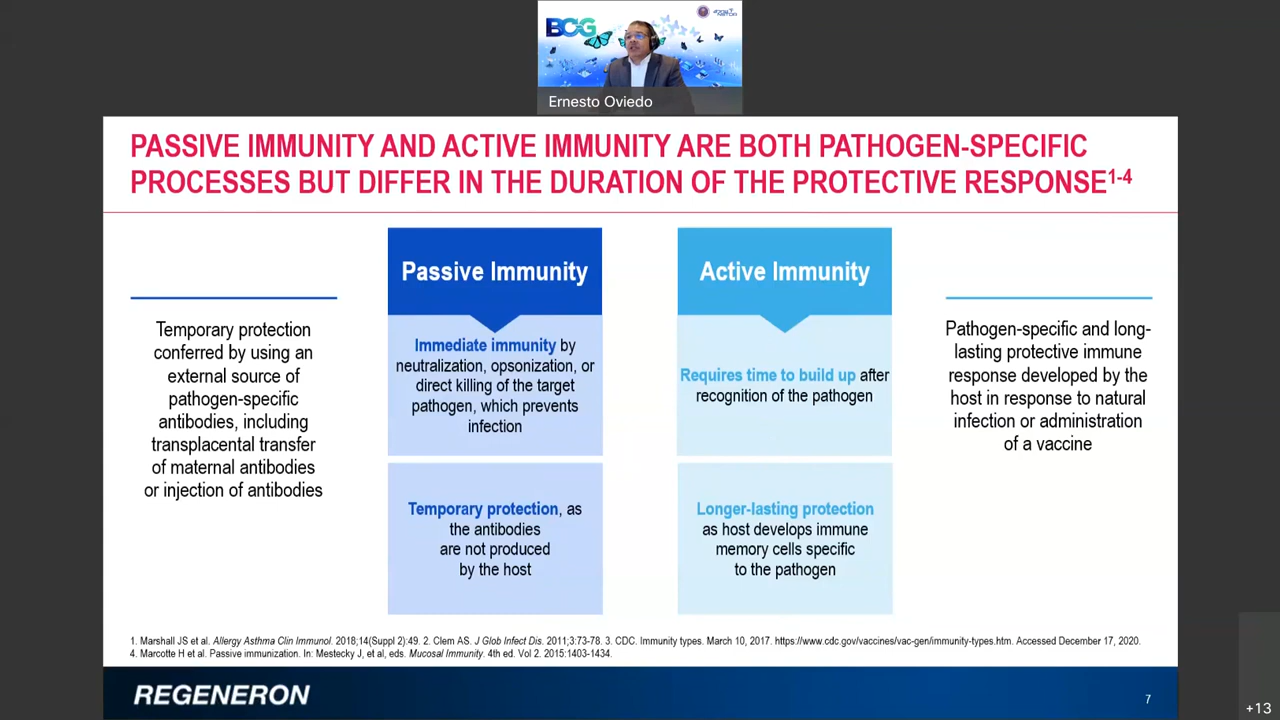 BCG
Ernesto Oviedo
PASSIVE IMMUNITY AND ACTIVE IMMUNITY ARE BOTH PATHOGEN-SPECIFIC
PROCESSES BUT DIFFER IN THE DURATION OF THE PROTECTIVE RESPONSE1-4
Temporary protection
conferred by using an
external source of
pathogen-specific
antibodies, including
transplacental transfer
of maternal antibodies
or injection of antibodies
Passive Immunity
Immediate immunity by
neutralization, opsonization, or
direct killing of the target
pathogen, which prevents
infection
Temporary protection, as
the antibodies
are not produced
by the host
Active Immunity
Requires time to build up after
recognition of the pathogen
Longer-lasting protection
as host develops immune
memory cells specific
to the pathogen
Pathogen-specific and long-
lasting protective immune
response developed by the
host in response to natural
infection or administration
of a vaccine
1. Marshall JS et al. Allergy Asthma Clin Immunol. 2018;14(Suppl 2):49. 2. Clem AS. J Glob Infect Dis. 2011;3:73-78. 3. CDC. Immunity types. March 10, 2017. https://www.cdc.gov/vaccines/vac-gen/immunity-types.htm. Accessed December 17, 2020.
4. Marcotte H et al. Passive immunization. In: Mestecky J, et al, eds. Mucosal Immunity. 4th ed. Vol 2. 2015:1403-1434.
REGENERON
7
+13